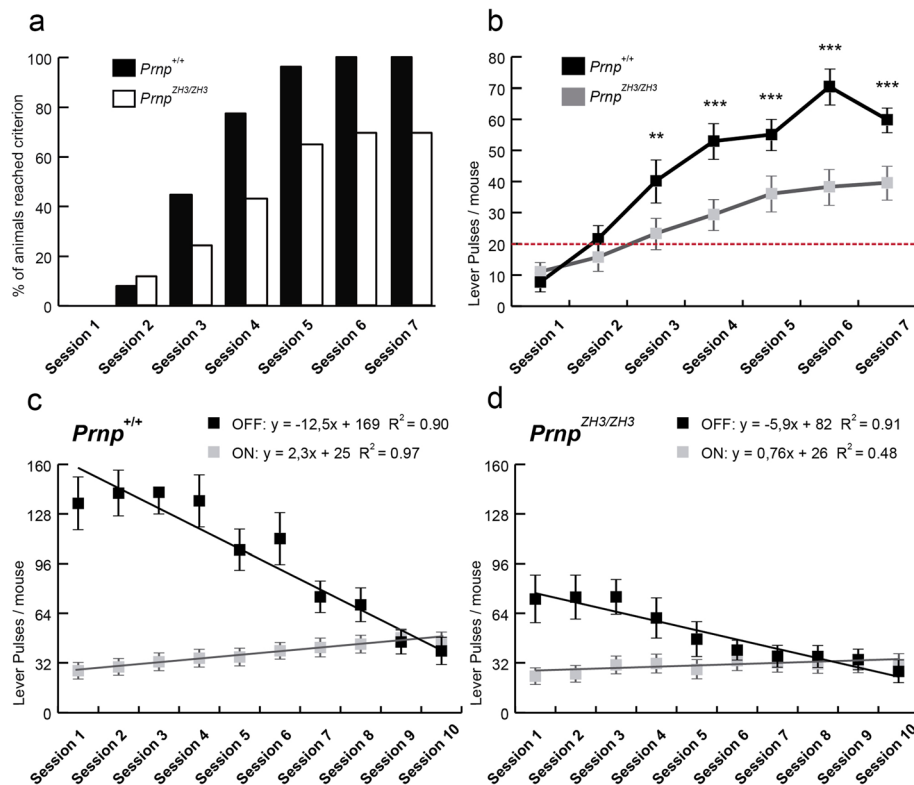 a
% of animals reached criterion
100
80
60
40
20
0
Prnp+/+
PrnpZH3/ZH3
Session 1
Session 2
Session 3
Session 4
Session 5
Session 6
Session 7
b
Lever Pulses / mouse
80
70
60
50
40
30
20
10
0
Prnp+/+
PrnpZH3/ZH3
**
***
***
***
***
Session 1
Session 2
Session 3
Session 4
Session 5
Session 6
Session 7
c
Prnp+/+
OFF: y = -12,5x + 169 R² = 0.90
ON: y = 2,3x + 25 R² = 0.97
Lever Pulses / mouse
160
128
96
64
32
0
Session 1
Session 2
Session 3
Session 4
Session 5
Session 6
Session 7
Session 8
Session 9
Session 10
d
PrnpZH3/ZH3
OFF: y = -5,9x + 82 R² = 0.91
ON: y = 0,76x + 26 R² = 0.48
Lever Pulses / mouse
160
128
96
64
32
0
Session 1
Session 2
Session 3
Session 4
Session 5
Session 6
Session 7
Session 8
Session 9
Session 10